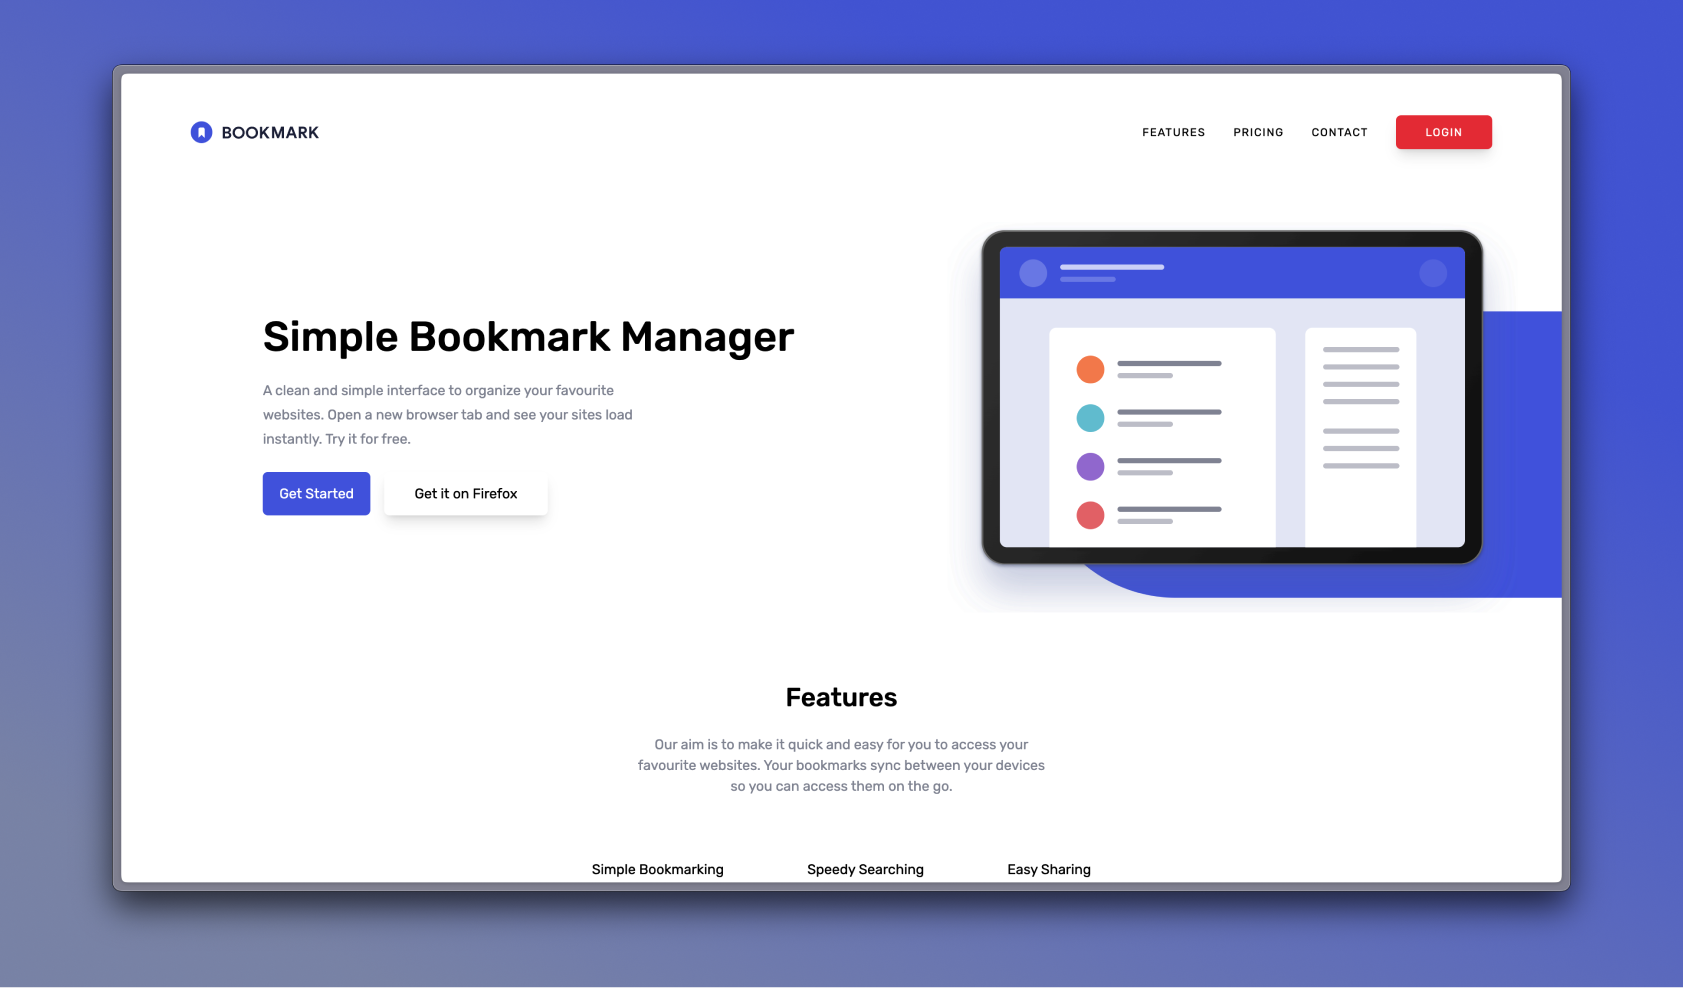 BOOKMARK
FEATURES PRICING CONTACT LOGIN
Simple Bookmark Manager
A clean and simple interface to organize your favourite
websites. Open a new browser tab and see your sites load
instantly. Try it for free.
Get Started Get it on Firefox
Features
Our aim is to make it quick and easy for you to access your
favourite websites. Your bookmarks sync between your devices
so you can access them on the go.
Simple Bookmarking Speedy Searching Easy Sharing